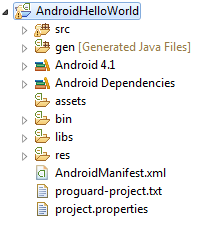 AndroidHelloWorld
src
gen [Generated Java Files]
Android 4.1
Android Dependencies
assets
bin
libs
res
AndroidManifest.xml
proguard-project.txt
project.properties